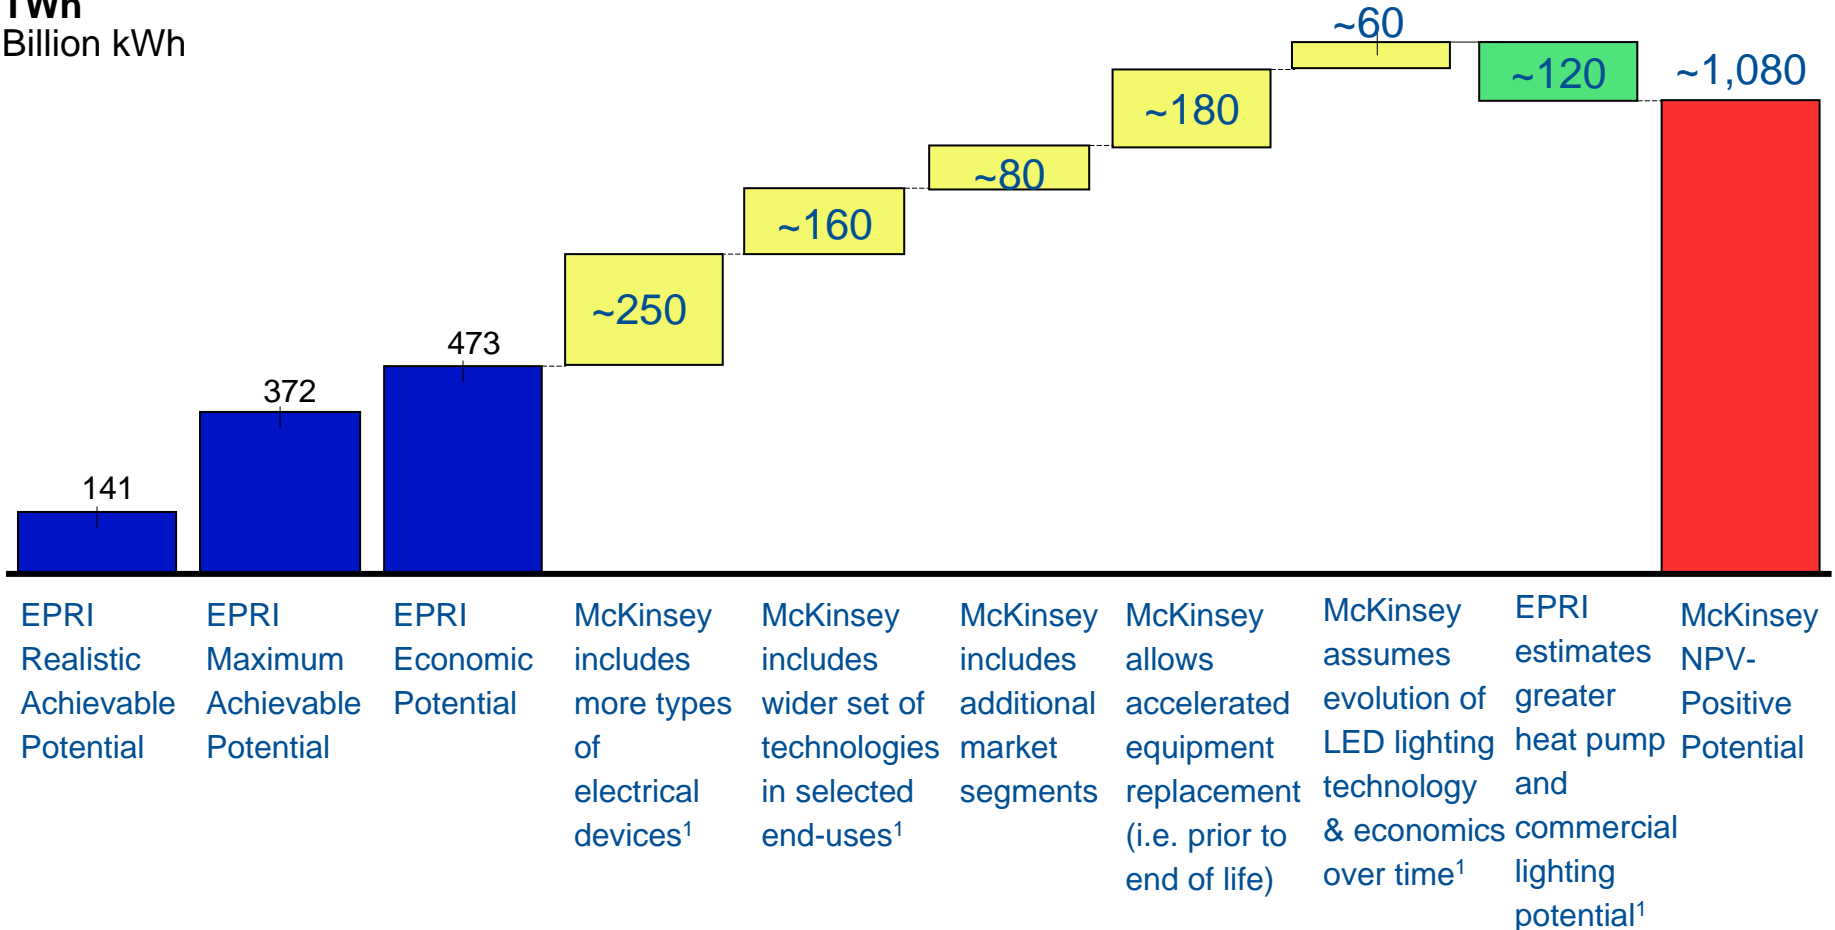 TWh
Billion kWh
141
372
473
~250
~160
~80
~180
~60
~120
~1,080
EPRI
Realistic
Achievable
Potential
EPRI
Maximum
Achievable
Potential
EPRI
Economic
Potential
McKinsey
includes
more types
of
electrical
devices1
McKinsey
includes
wider set of
technologies
in selected
end-uses1
McKinsey
includes
additional
market
segments
McKinsey
allows
accelerated
equipment
replacement
(i.e. prior to
end of life)
McKinsey
assumes
evolution of
LED lighting
technology
& economics
over time1
EPRI
estimates
greater
heat pump
and
commercial
lighting
potential1
McKinsey
NPV-
Positive
Potential